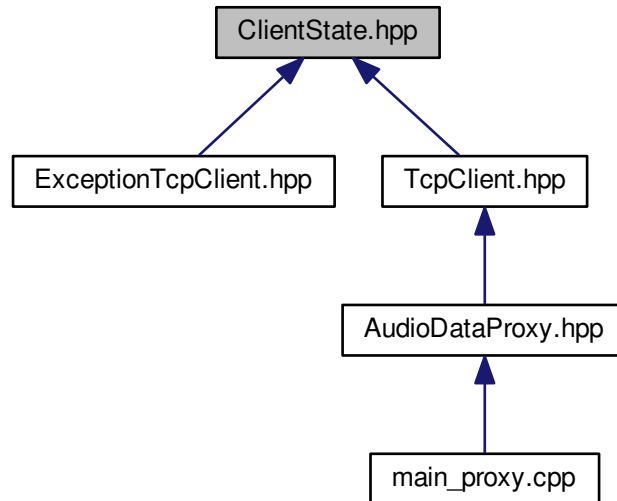 ClientState.hpp
ExceptionTcpClient.hpp
TcpClient.hpp
AudioDataProxy.hpp
main_proxy.cpp